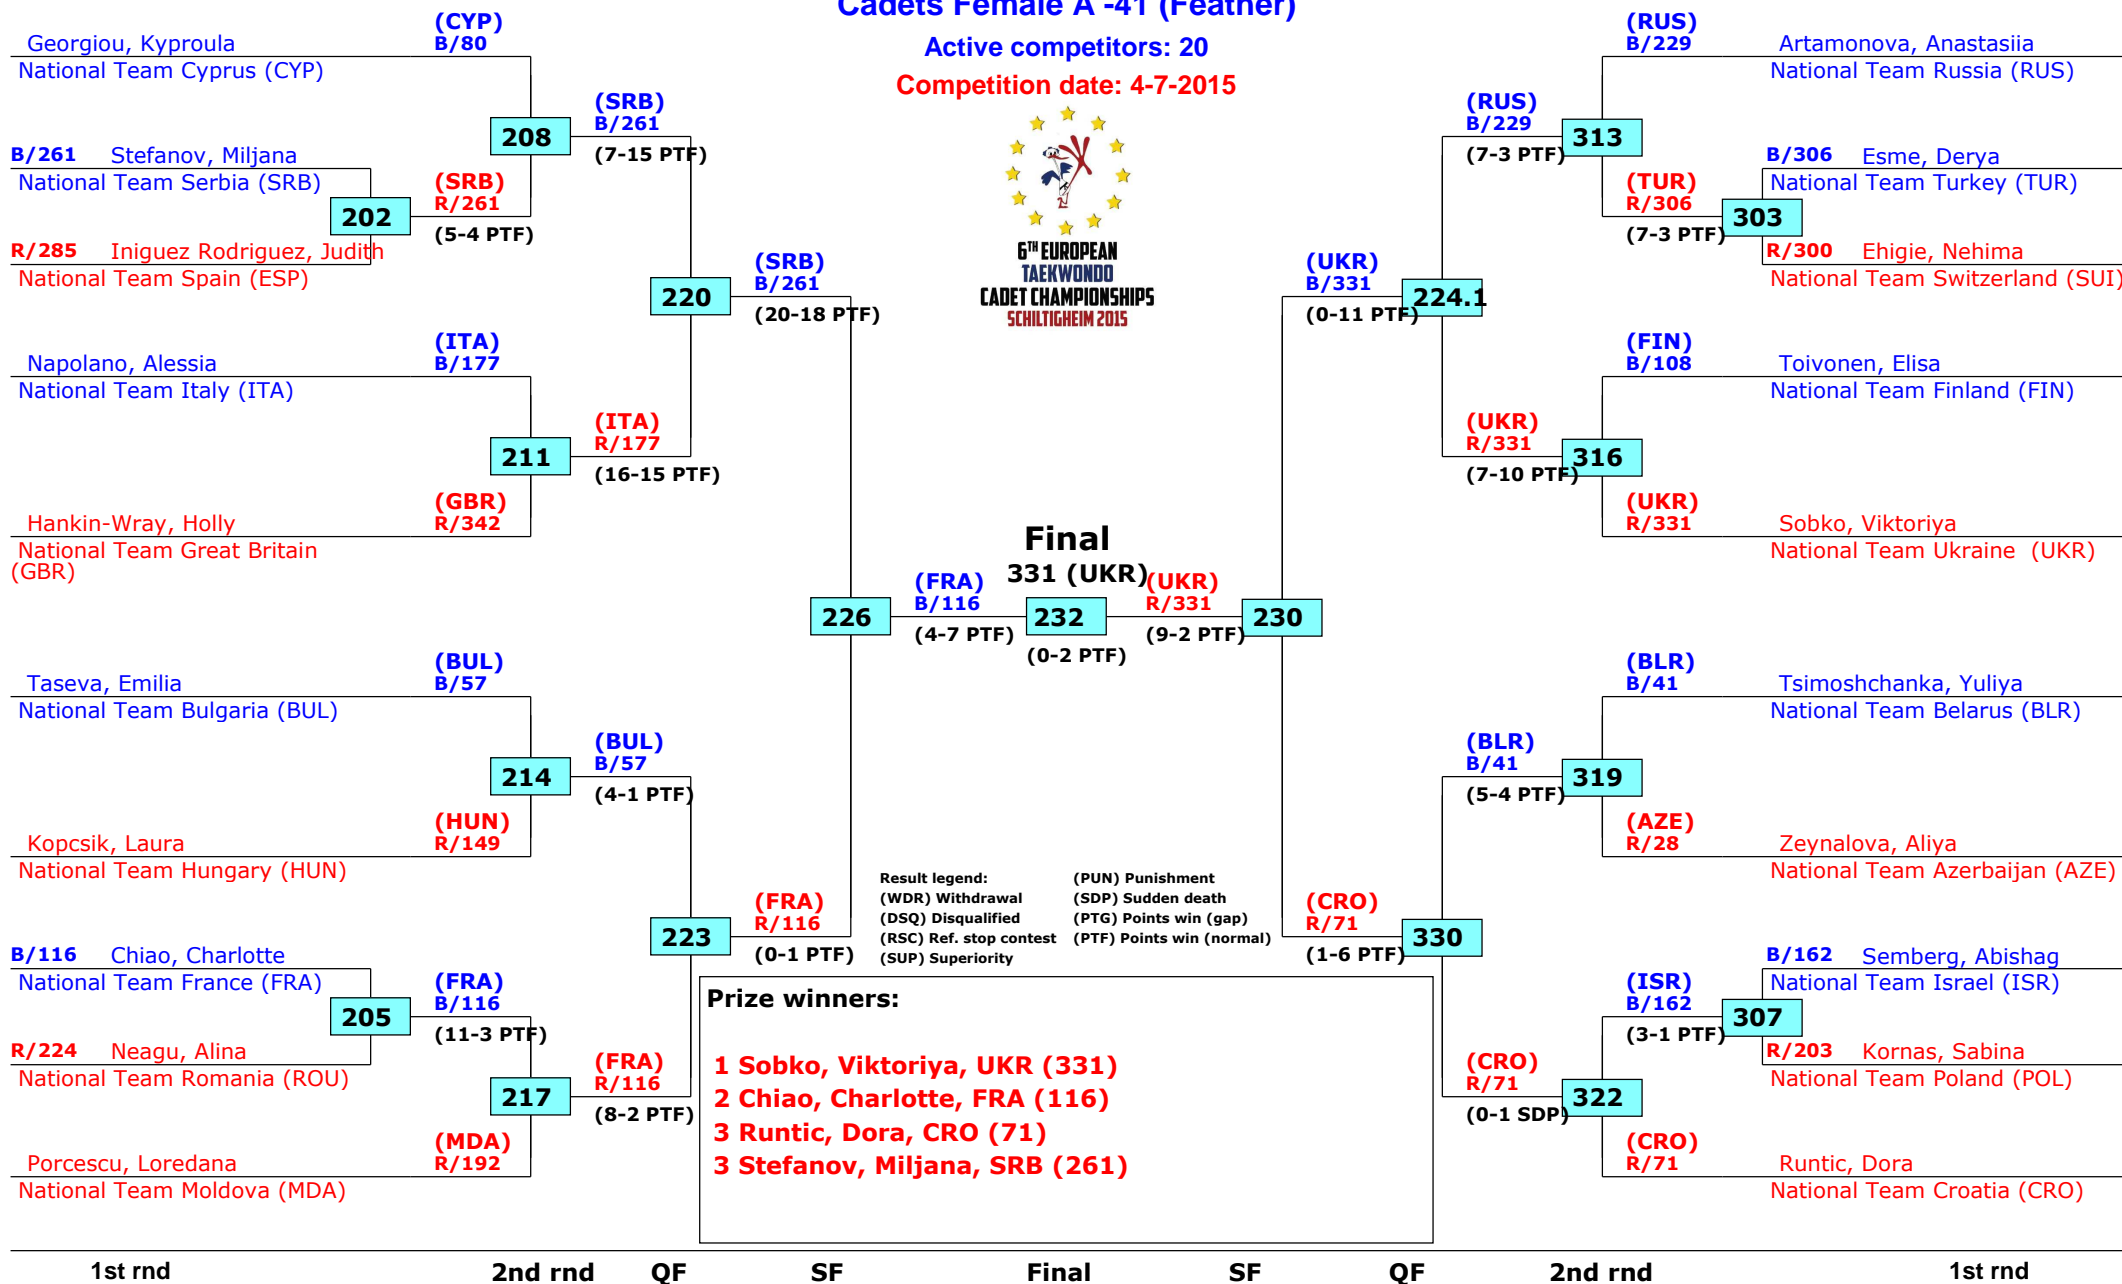 Cadets Female A -41 (Feather)
Active competitors: 20
Competition date: 4-7-2015
6TH EUROPEAN
TAEKWONDO
CADET CHAMPIONSHIPS
SCHILTIGHEIM 2015
Georgiou, Kyproula
National Team Cyprus (CYP)
(CYP)
B/80
B/261 Stefanov, Miljana
National Team Serbia (SRB)
202
R/285 Iniguez Rodriguez, Judith
National Team Spain (ESP)
(SRB)
R/261
(5-4 PTF)
208
(SRB)
B/261
(7-15 PTF)
Napolano, Alessia
National Team Italy (ITA)
(ITA)
B/177
211
Hankin-Wray, Holly
National Team Great Britain
(GBR)
(GBR)
R/342
(ITA)
R/177
(16-15 PTF)
220
(SRB)
B/261
(20-18 PTF)
Taseva, Emilia
National Team Bulgaria (BUL)
(BUL)
B/57
214
Kopcsik, Laura
National Team Hungary (HUN)
(HUN)
R/149
(BUL)
B/57
(4-1 PTF)
B/116 Chiao, Charlotte
National Team France (FRA)
205
R/224 Neagu, Alina
National Team Romania (ROU)
(FRA)
B/116
(11-3 PTF)
217
Porcescu, Loredana
National Team Moldova (MDA)
(MDA)
R/192
(FRA)
R/116
(8-2 PTF)
223
(FRA)
R/116
(0-1 PTF)
226
(FRA)
B/116
(4-7 PTF)
Final
331 (UKR)
232
(0-2 PTF)
(UKR)
R/331
(9-2 PTF)
230
(UKR)
B/331
(0-11 PTF)
224.1
(RUS)
B/229
(7-3 PTF)
313
(RUS)
B/229
Artamonova, Anastasiia
National Team Russia (RUS)
(TUR)
R/306
(7-3 PTF)
303
B/306 Esme, Derya
National Team Turkey (TUR)
R/300 Ehigie, Nehima
National Team Switzerland (SUI)
(UKR)
R/331
(7-10 PTF)
316
(FIN)
B/108
Toivonen, Elisa
National Team Finland (FIN)
(UKR)
R/331
Sobko, Viktoriya
National Team Ukraine (UKR)
(CRO)
R/71
(1-6 PTF)
330
(BLR)
B/41
(5-4 PTF)
319
(BLR)
B/41
Tsimoshchanka, Yuliya
National Team Belarus (BLR)
(AZE)
R/28
Zeynalova, Aliya
National Team Azerbaijan (AZE)
(CRO)
R/71
(0-1 SDP)
322
(ISR)
B/162
(3-1 PTF)
307
B/162 Semberg, Abishag
National Team Israel (ISR)
R/203 Kornas, Sabina
National Team Poland (POL)
(CRO)
R/71
Runtic, Dora
National Team Croatia (CRO)
Result legend: (PUN) Punishment
(WDR) Withdrawal (SDP) Sudden death
(DSQ) Disqualified (PTG) Points win (gap)
(RSC) Ref. stop contest (PTF) Points win (normal)
(SUP) Superiority
Prize winners:
1 Sobko, Viktoriya, UKR (331)
2 Chiao, Charlotte, FRA (116)
3 Runtic, Dora, CRO (71)
3 Stefanov, Miljana, SRB (261)
1st rnd 2nd rnd QF SF Final SF QF 2nd rnd 1st rnd